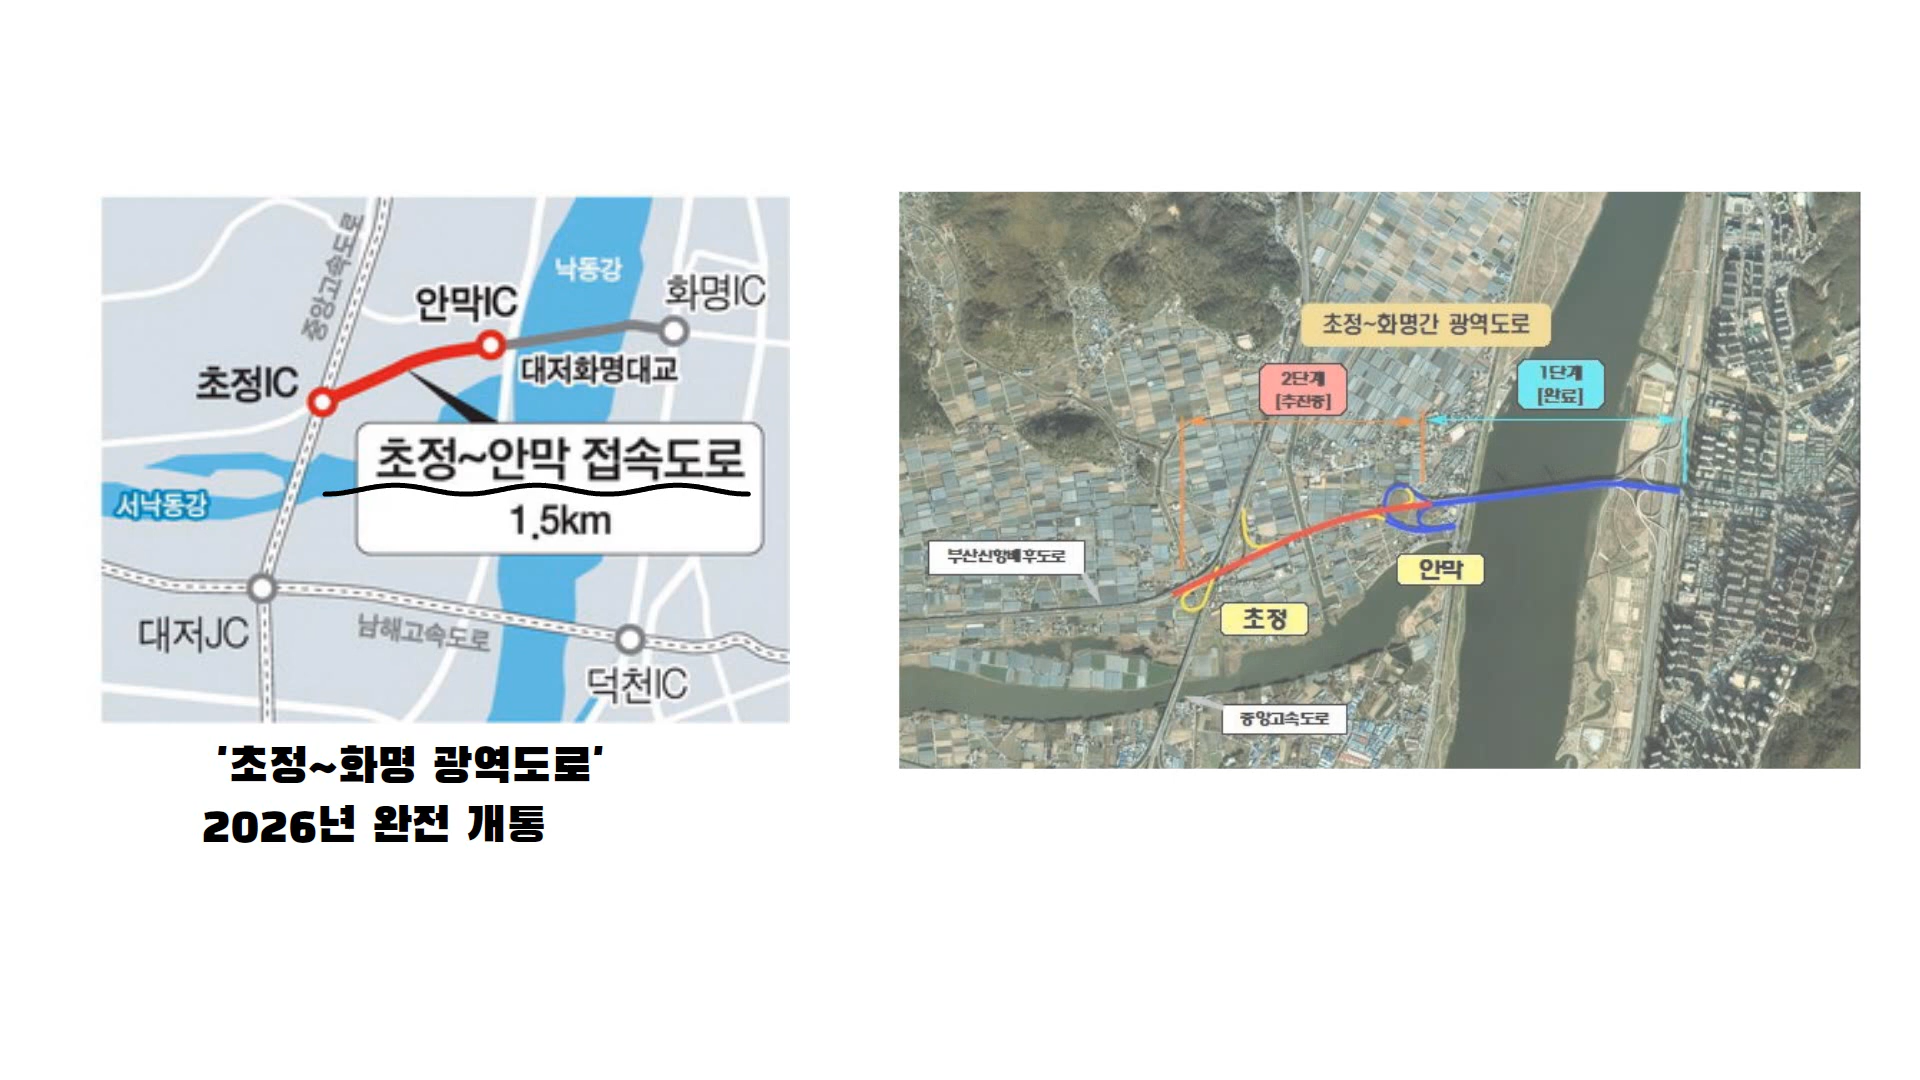 중앙고속도로
낙동강
화명IC
안막IC
대저화명대교
초정IC
초정~안막 접속도로
1.5km
서낙동강
대저JC
남해고속도로
덕천IC
'초정~화명 광역도로'
2026년 완전 개통
초정~화명간 광역도로
2단계
[추진중]
1단계
[완료]
부산신항배후도로
안막
초정
중앙고속도로